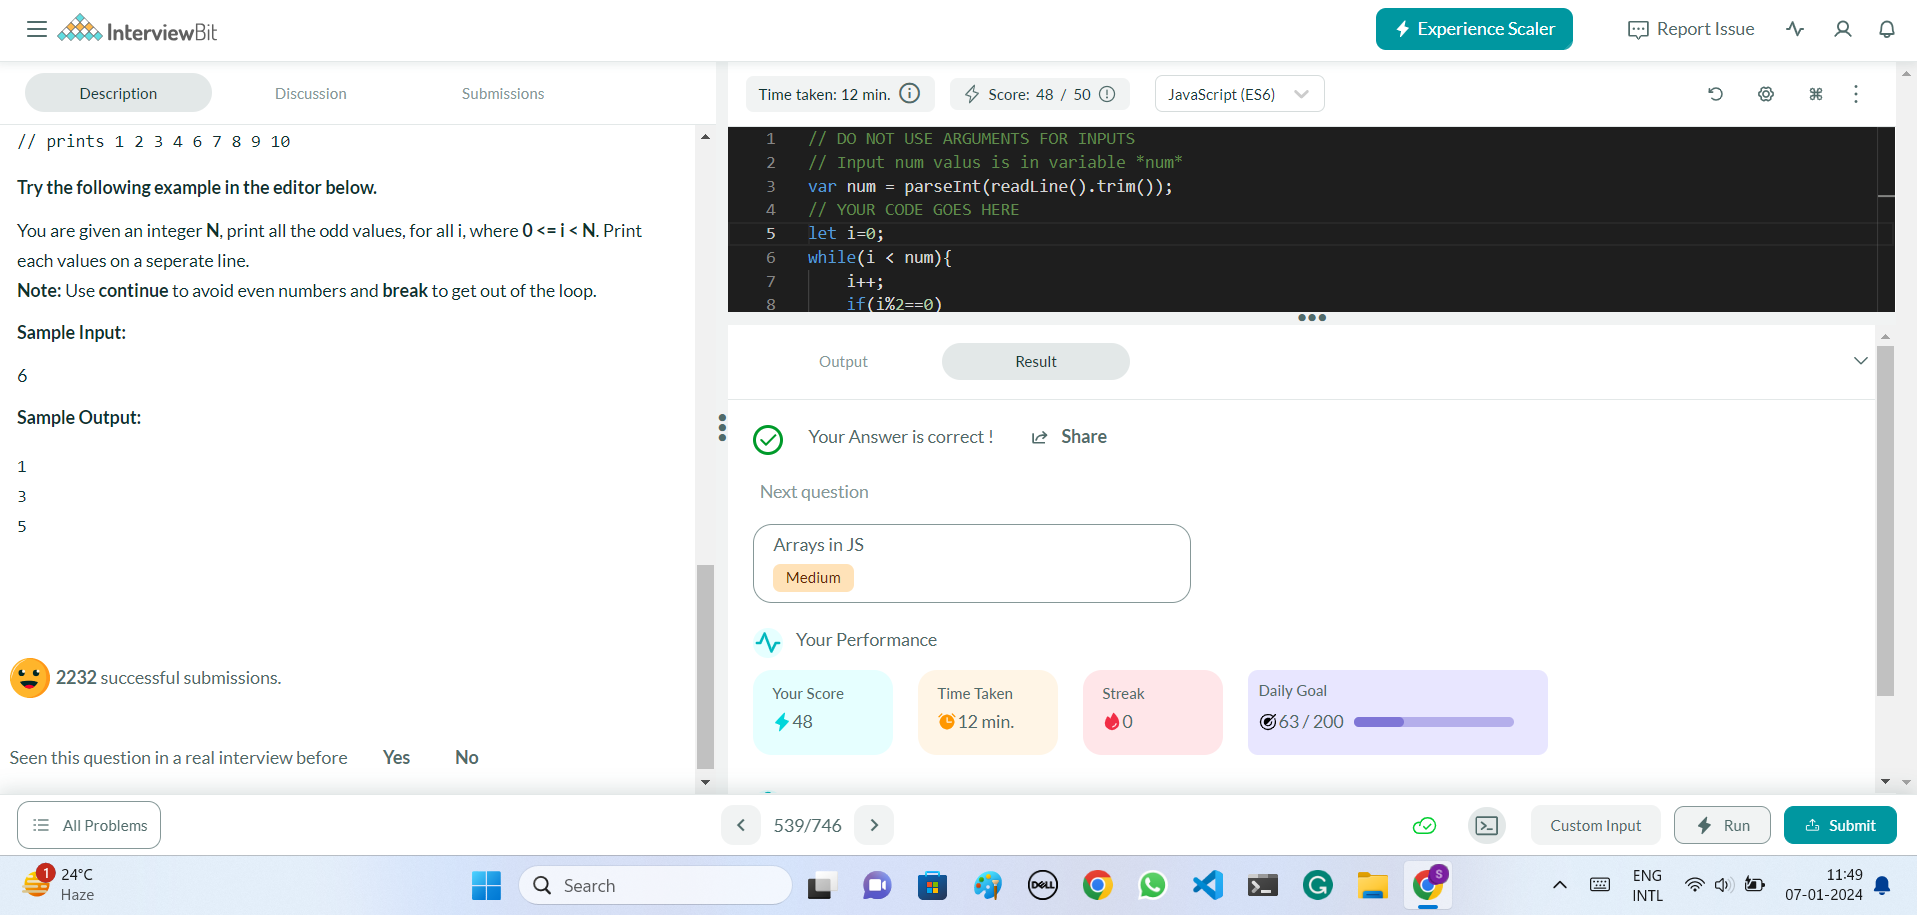 InterviewBit
Experience Scaler
Report Issue
Description
Discussion
Submissions
Time taken: 12 min.
Score: 48 / 50
JavaScript (ES6)
// prints 1 2 3 4 6 7 8 9 10
Try the following example in the editor below.
You are given an integer N, print all the odd values, for all i, where 0 <= i < N. Print
each values on a seperate line.
Note: Use continue to avoid even numbers and break to get out of the loop.
Sample Input:
6
Sample Output:
1
3
5
2232 successful submissions.
Seen this question in a real interview before
Yes
No
1 // DO NOT USE ARGUMENTS FOR INPUTS
2 // Input num valus is in variable *num*
3 var num = parseInt(readLine().trim());
4 // YOUR CODE GOES HERE
5 let i=0;
6 while(i < num){
7 i++;
8 if(i%2==0)
Output
Result
Your Answer is correct !
Share
Next question
Arrays in JS
Medium
Your Performance
Your Score
48
Time Taken
12 min.
Streak
0
Daily Goal
63 / 200
All Problems
539/746
Custom Input
Run
Submit
1
24°C
Haze
Search
DELL
G
S
ENG
INTL
11:49
07-01-2024